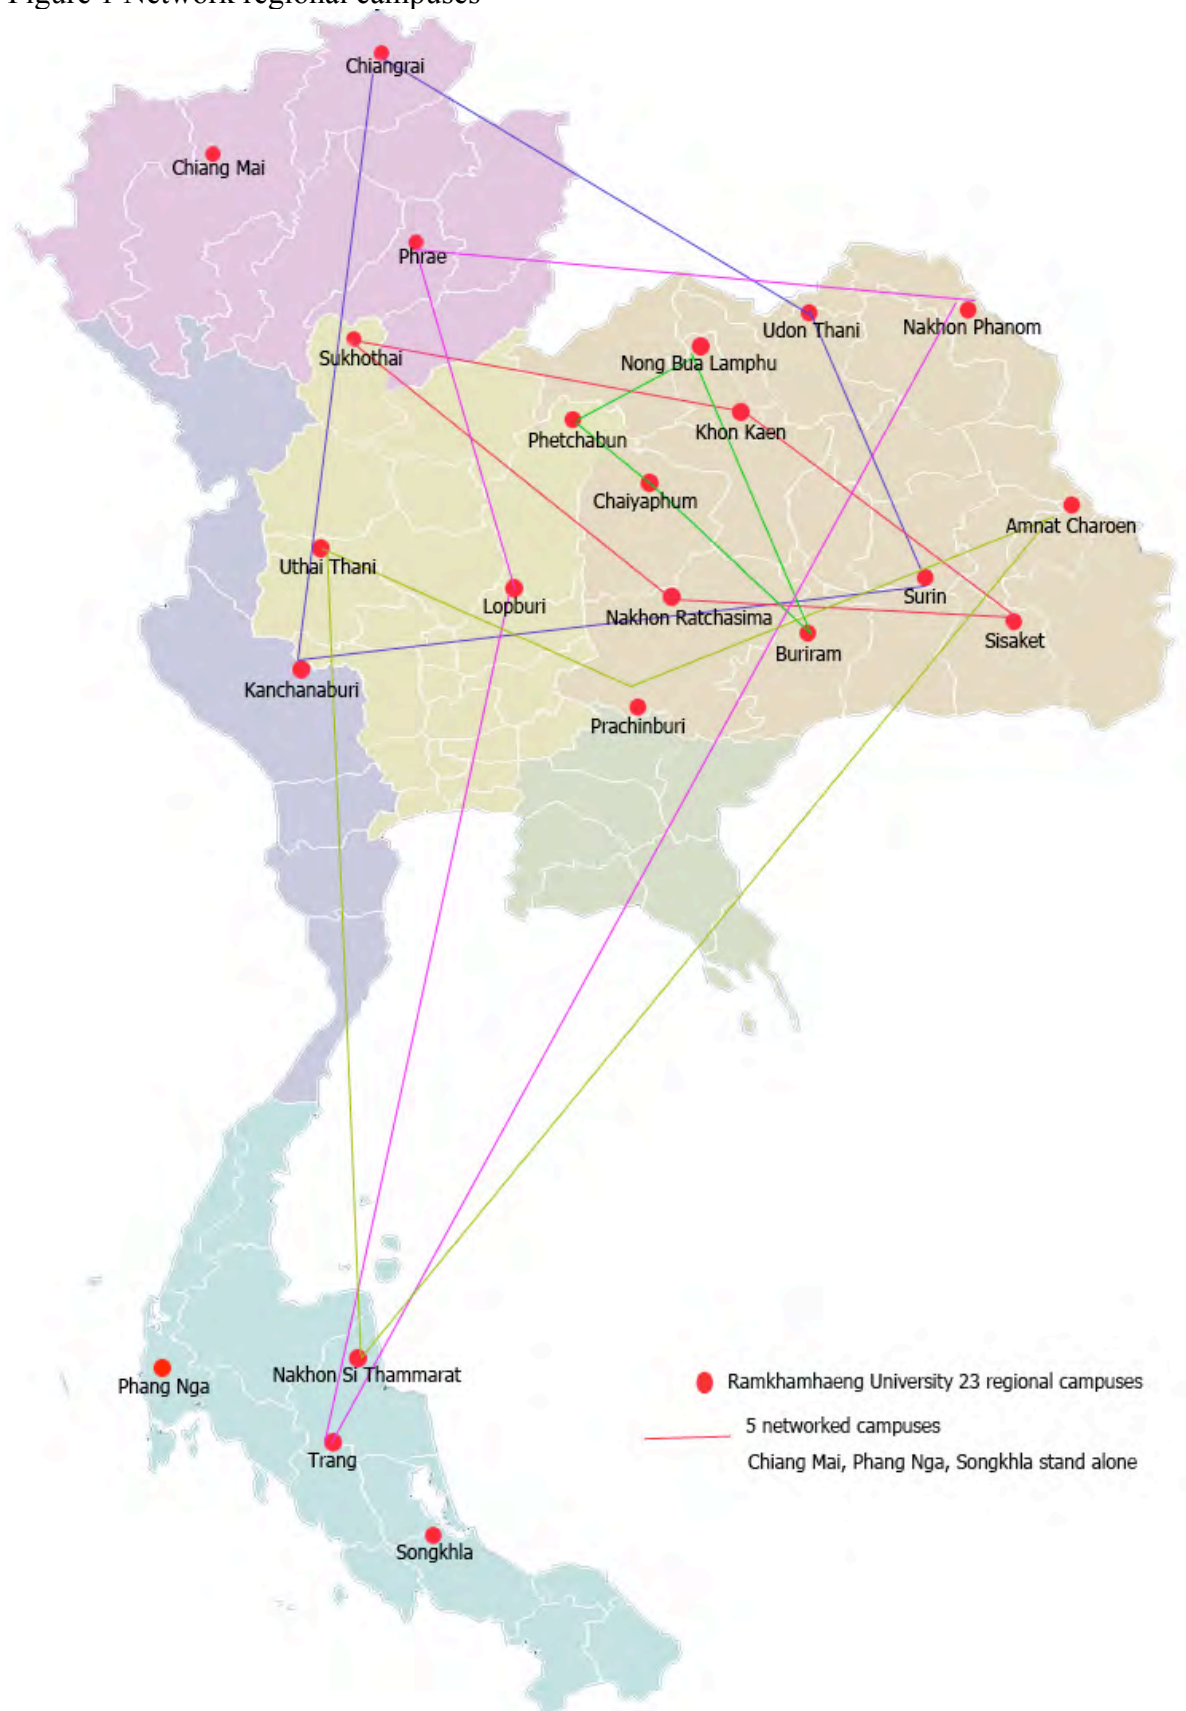 Figure 1 Network regional campuses
Chiangrai
Chiang Mai
Phrae
Nakhon Phanom
Udon Thani
Sukhothai
Nong Bua Lamphu
Khon Kaen
Phetchabun
Chaiyaphum
Amnat Charoen
Uthai Thani
Surin
Lopburi
Nakhon Ratchasima
Sisaket
Buriram
Kanchanaburi
Prachinburi
Nakhon Si Thammarat
Phang Nga
Trang
Songkhla
Ramkhamhaeng University 23 regional campuses
5 networked campuses
Chiang Mai, Phang Nga, Songkhla stand alone